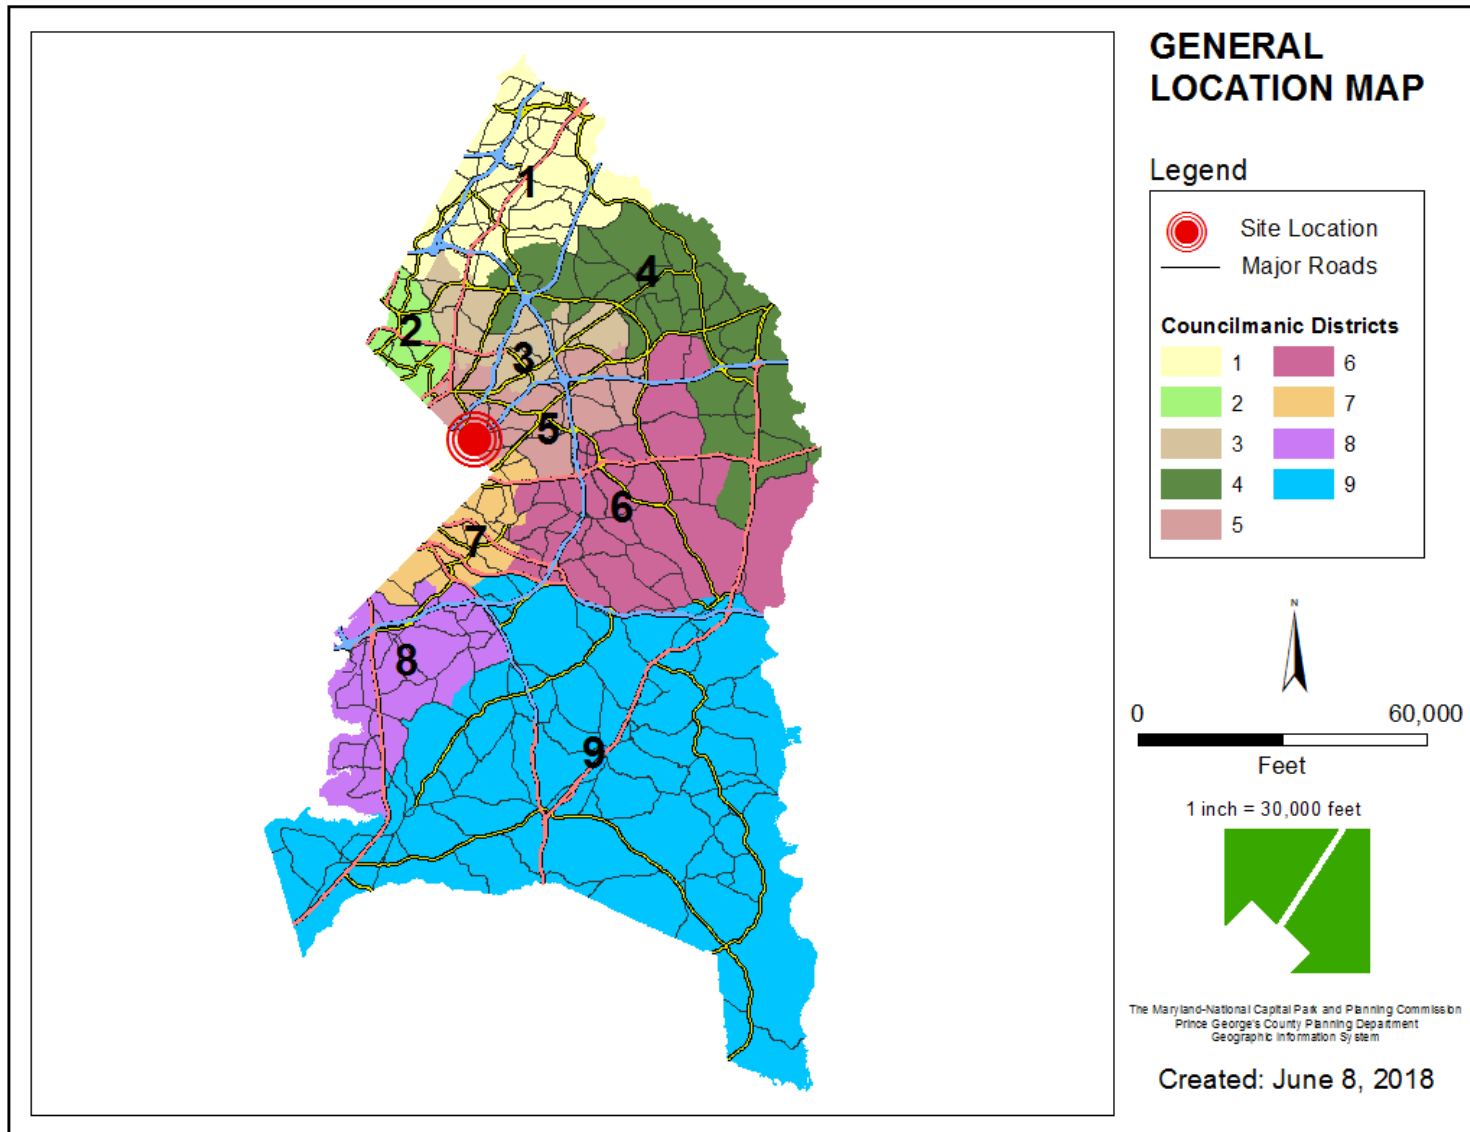 GENERAL
LOCATION MAP
Legend
Site Location
Major Roads
Councilmanic Districts
1
6
2
7
3
8
4
9
5
N
0
60,000
Feet
1 inch = 30,000 feet
The Maryland-National Capital Park and Planning Commission
Prince George's County Planning Department
Geographic Information System
Created: June 8, 2018
1
4
2
3
5
6
7
8
9